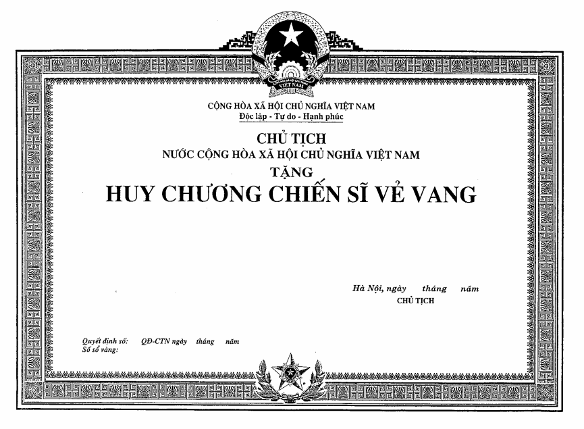 VIỆT NAM
CỘNG HÒA XÃ HỘI CHỦ NGHĨA VIỆT NAM
Độc lập - Tự do - Hạnh phúc
CHỦ TỊCH
NƯỚC CỘNG HÒA XÃ HỘI CHỦ NGHĨA VIỆT NAM
TẶNG
HUY CHƯƠNG CHIẾN SĨ VẺ VANG
Hà Nội, ngày tháng năm
CHỦ TỊCH
Quyết định số: QĐ-CTN ngày tháng năm
Số sổ vàng: